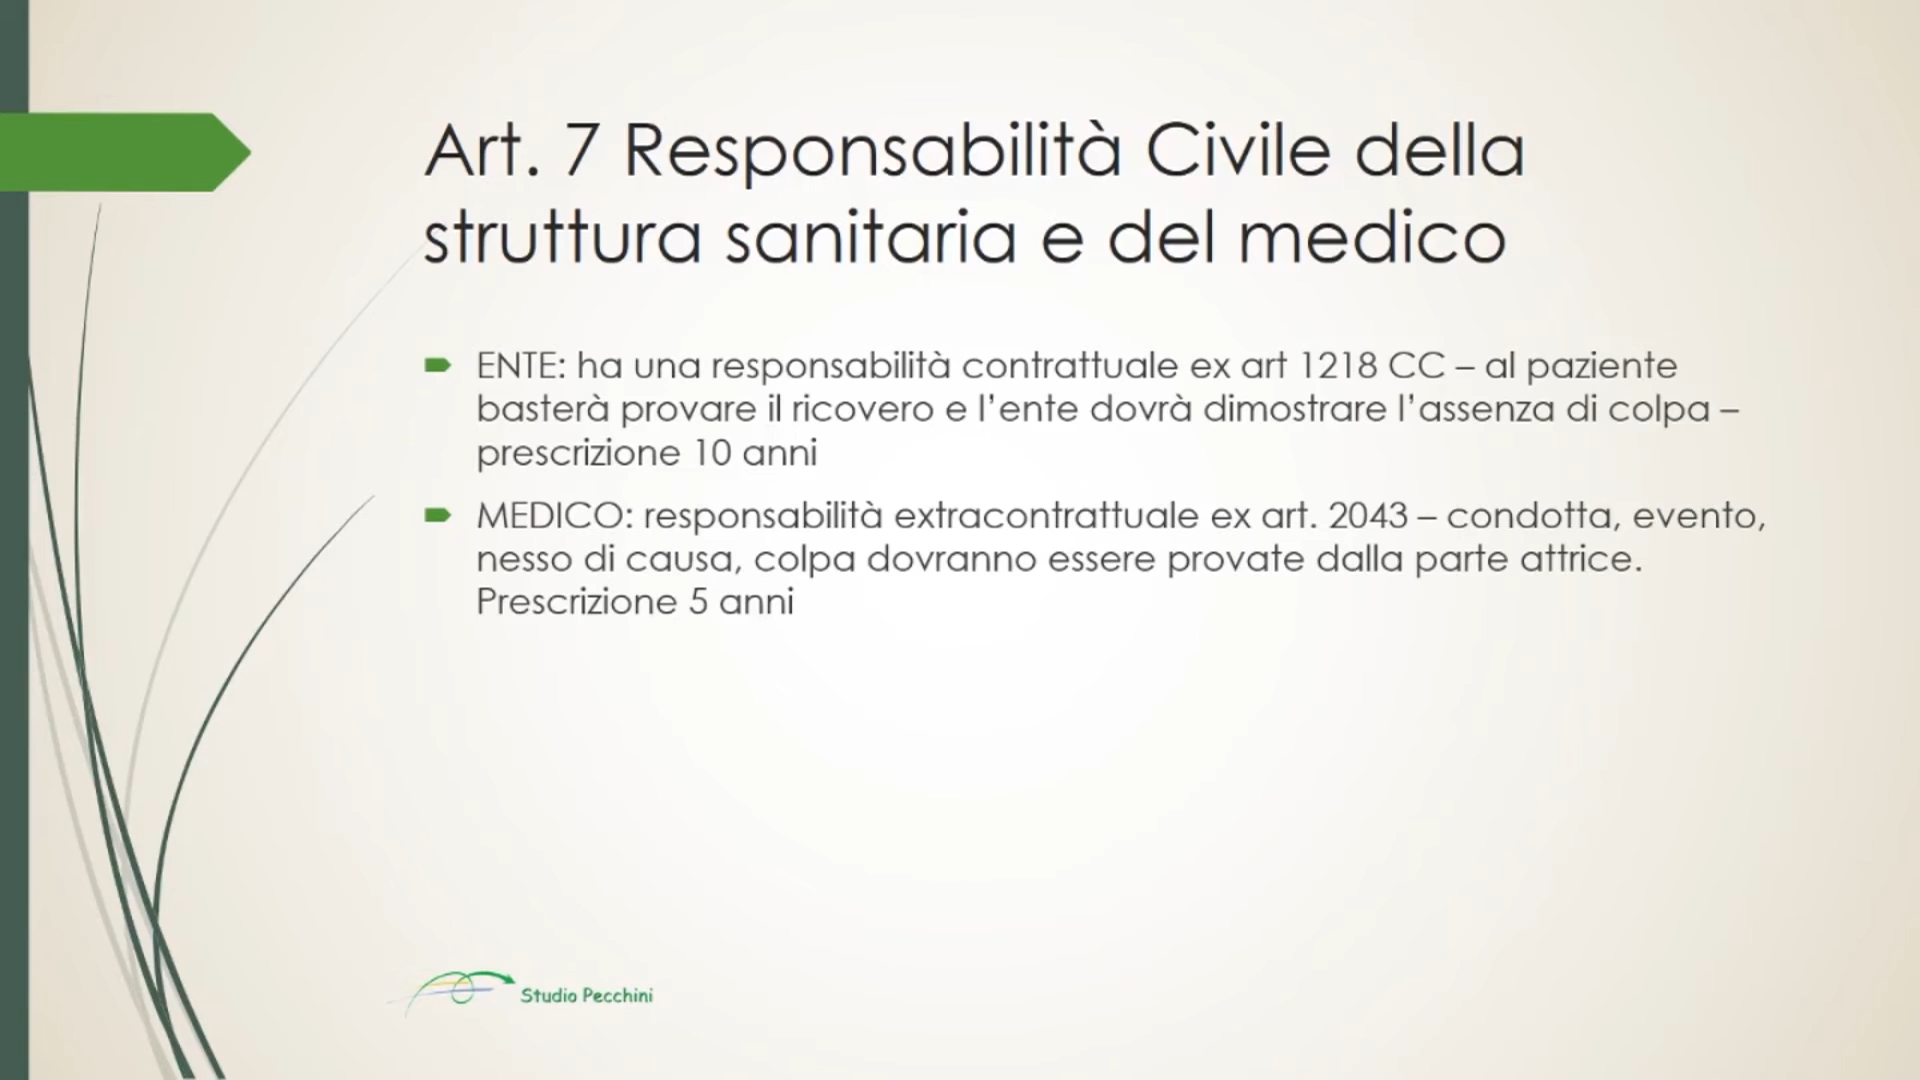 Art. 7 Responsabilità Civile della
struttura sanitaria e del medico
ENTE: ha una responsabilità contrattuale ex art 1218 CC – al paziente
basterà provare il ricovero e l’ente dovrà dimostrare l’assenza di colpa –
prescrizione 10 anni
MEDICO: responsabilità extracontrattuale ex art. 2043 – condotta, evento,
nesso di causa, colpa dovranno essere provate dalla parte attrice.
Prescrizione 5 anni
Studio Pecchini